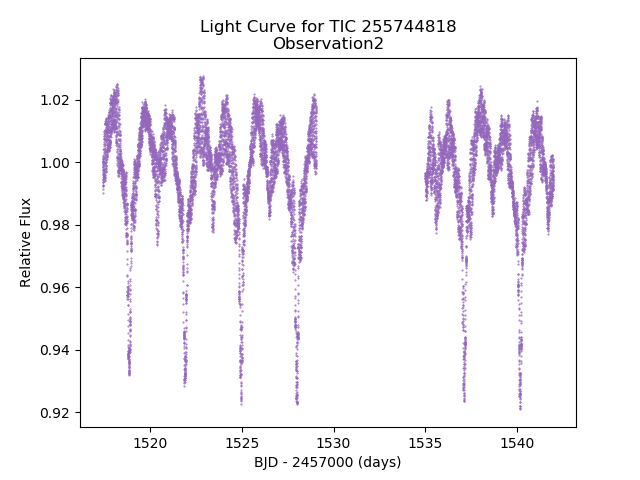 Light Curve for TIC 255744818
Observation2
Relative Flux
1.02
1.00
0.98
0.96
0.94
0.92
1520
1525
1530
1535
1540
BJD - 2457000 (days)